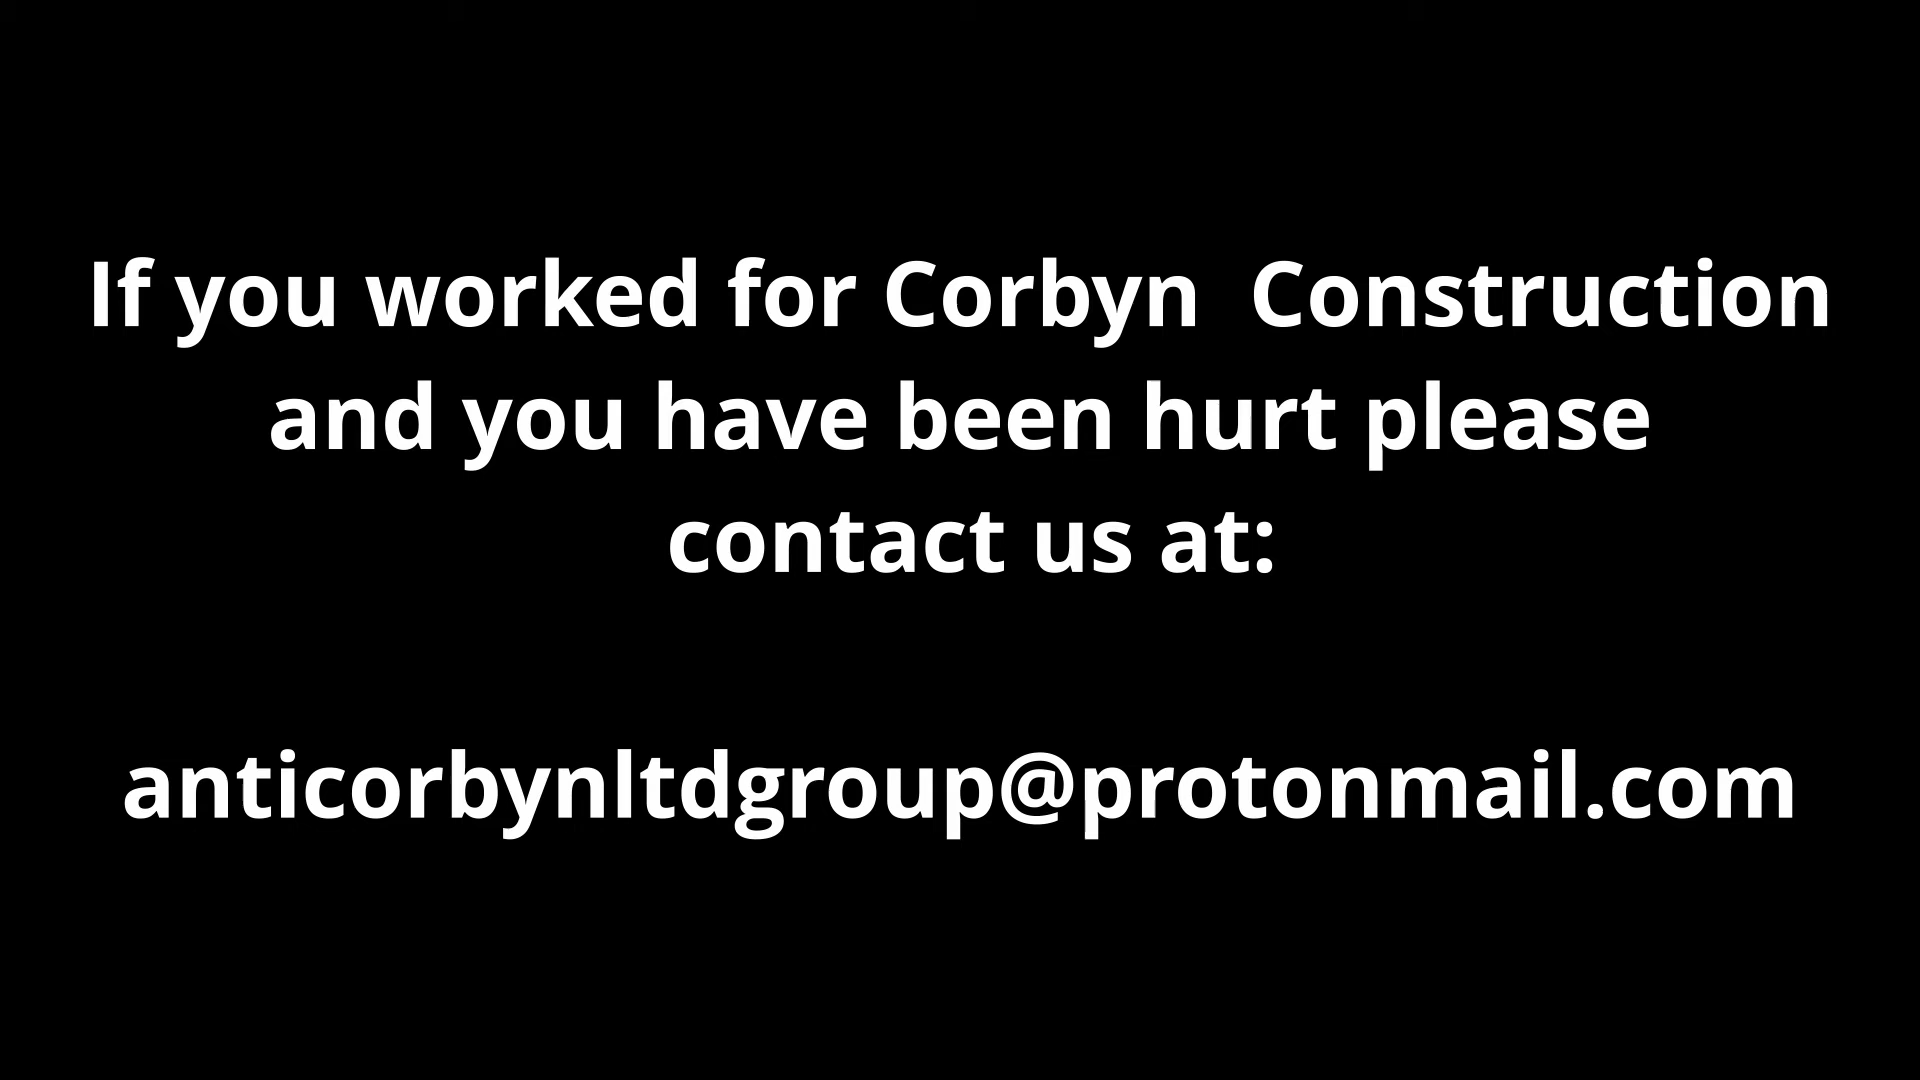 If you worked for Corbyn  Construction
and you have been hurt please
contact us at:
anticorbynltdgroup@protonmail.com